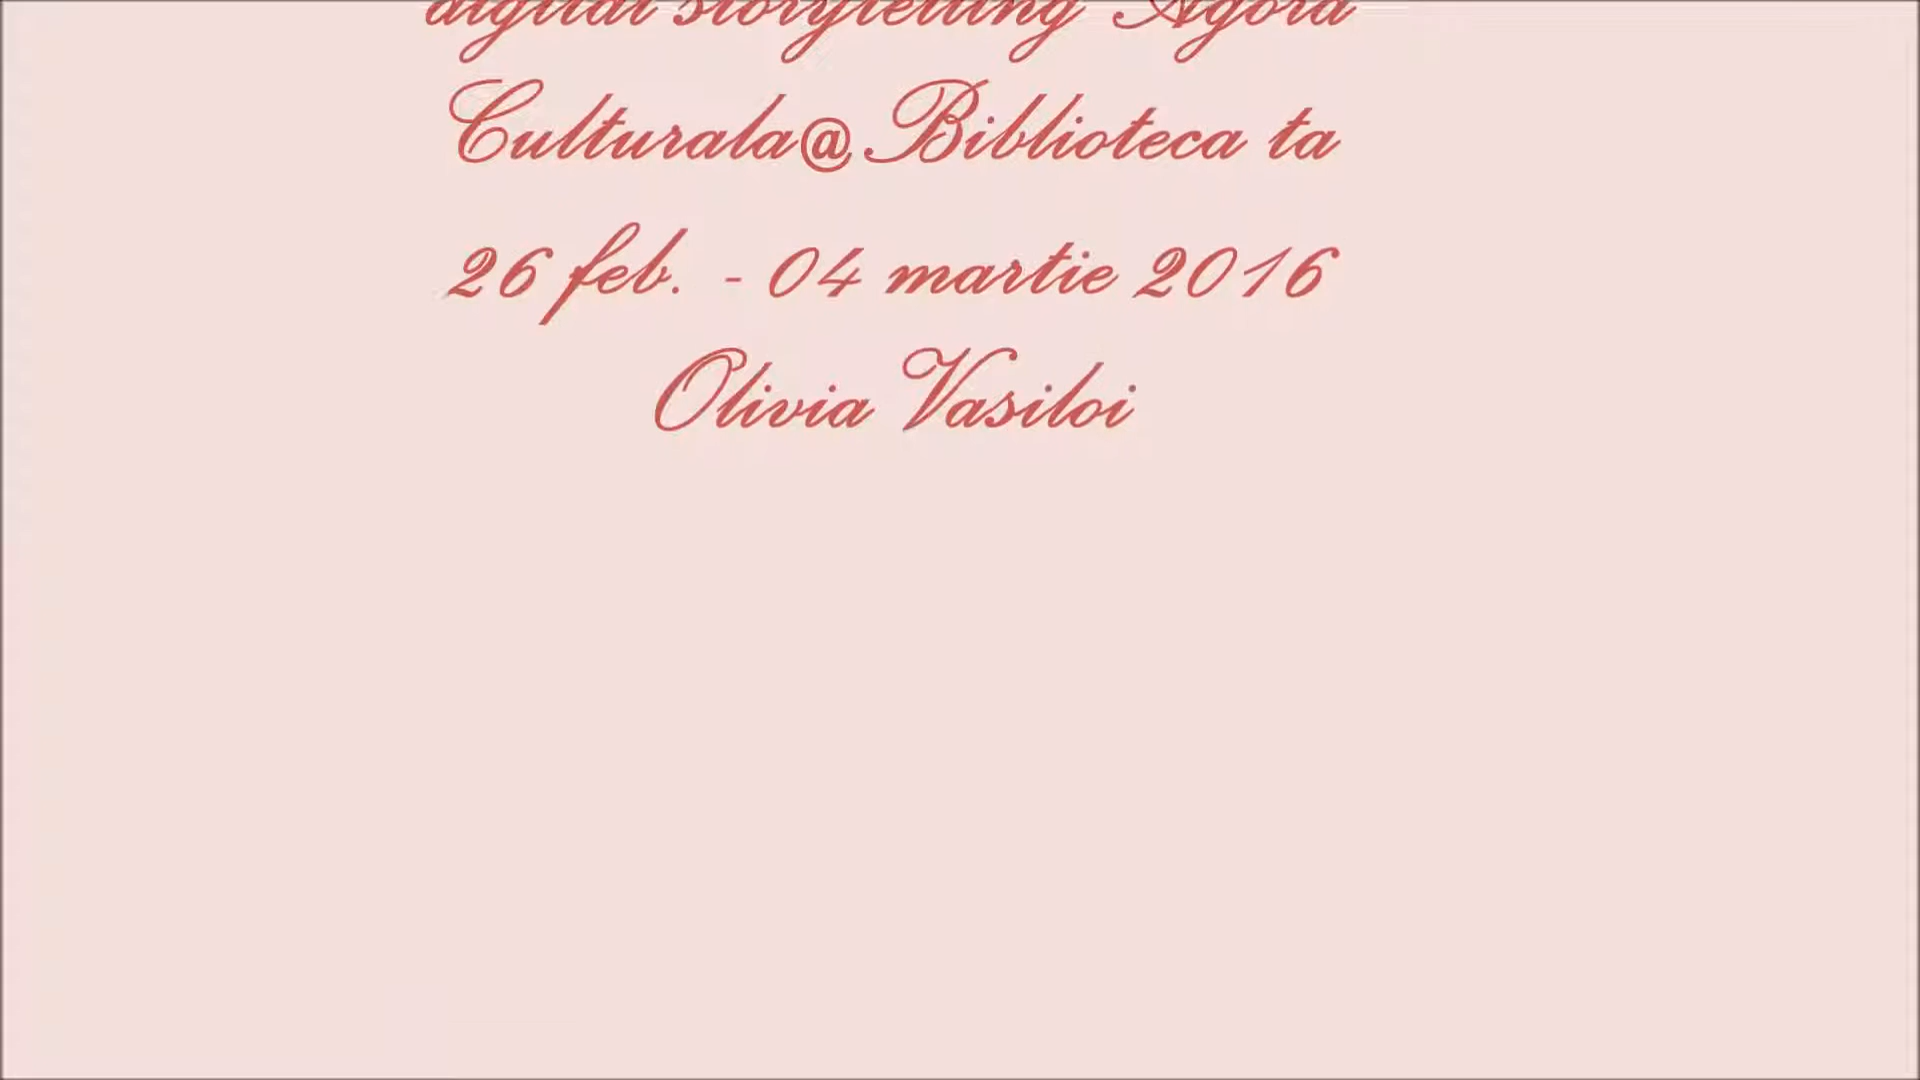 digital storytelling Agora
Culturala@Biblioteca ta
26 feb. - 04 martie 2016
Olivia Vasiloi